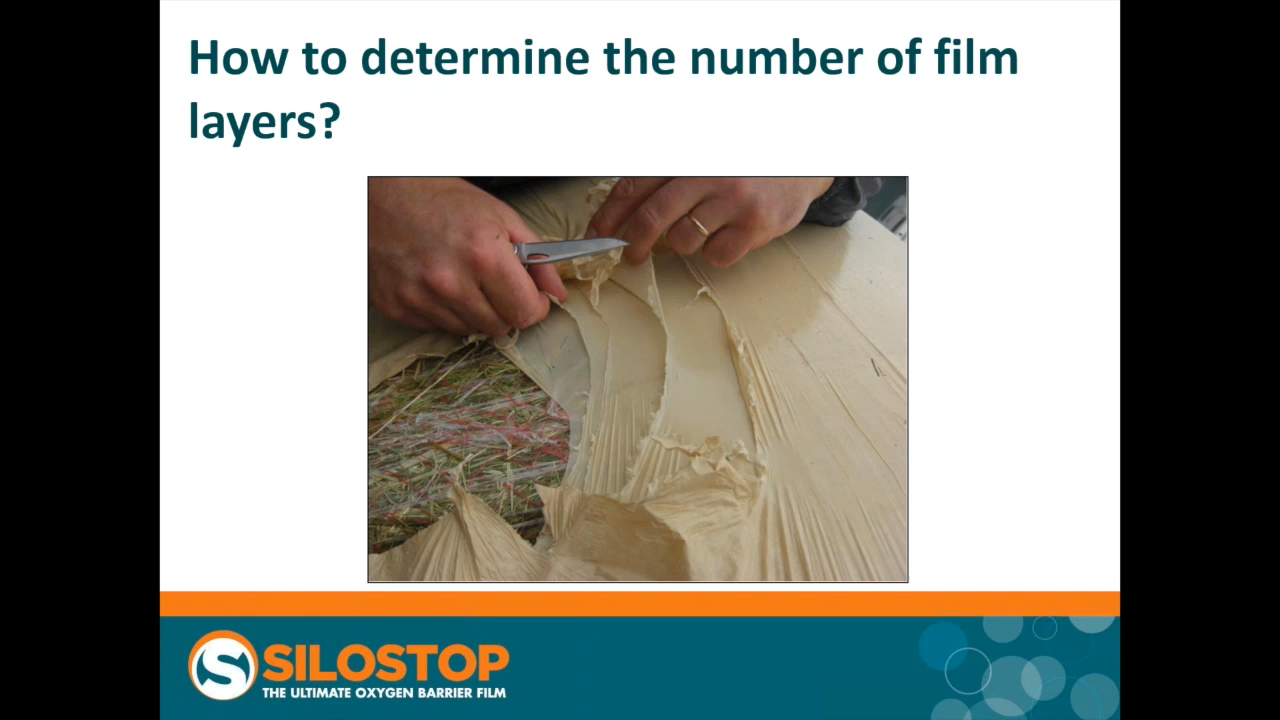 How to determine the number of film
layers?
SILOSTOP
THE ULTIMATE OXYGEN BARRIER FILM